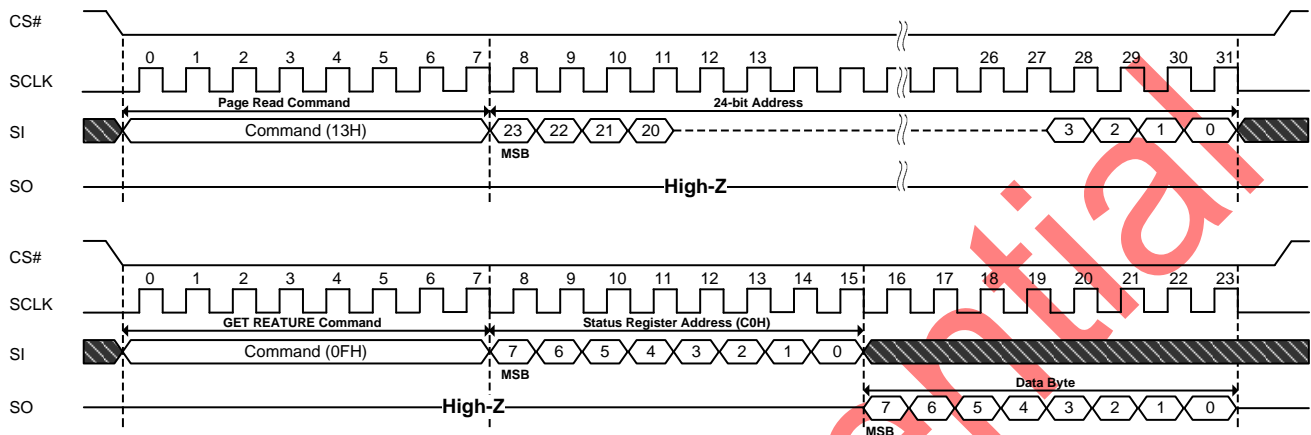 CS#
0 1 2 3 4 5 6 7 8 9 10 11 12 13 26 27 28 29 30 31
SCLK
Page Read Command 24-bit Address
SI Command (13H) 23 22 21 20 3 2 1 0
MSB
SO High-Z
CS#
0 1 2 3 4 5 6 7 8 9 10 11 12 13 14 15 16 17 18 19 20 21 22 23
SCLK
GET REATURE Command Status Register Address (C0H)
SI Command (0FH) 7 6 5 4 3 2 1 0
MSB Data Byte
SO High-Z 7 6 5 4 3 2 1 0
MSB
ntial